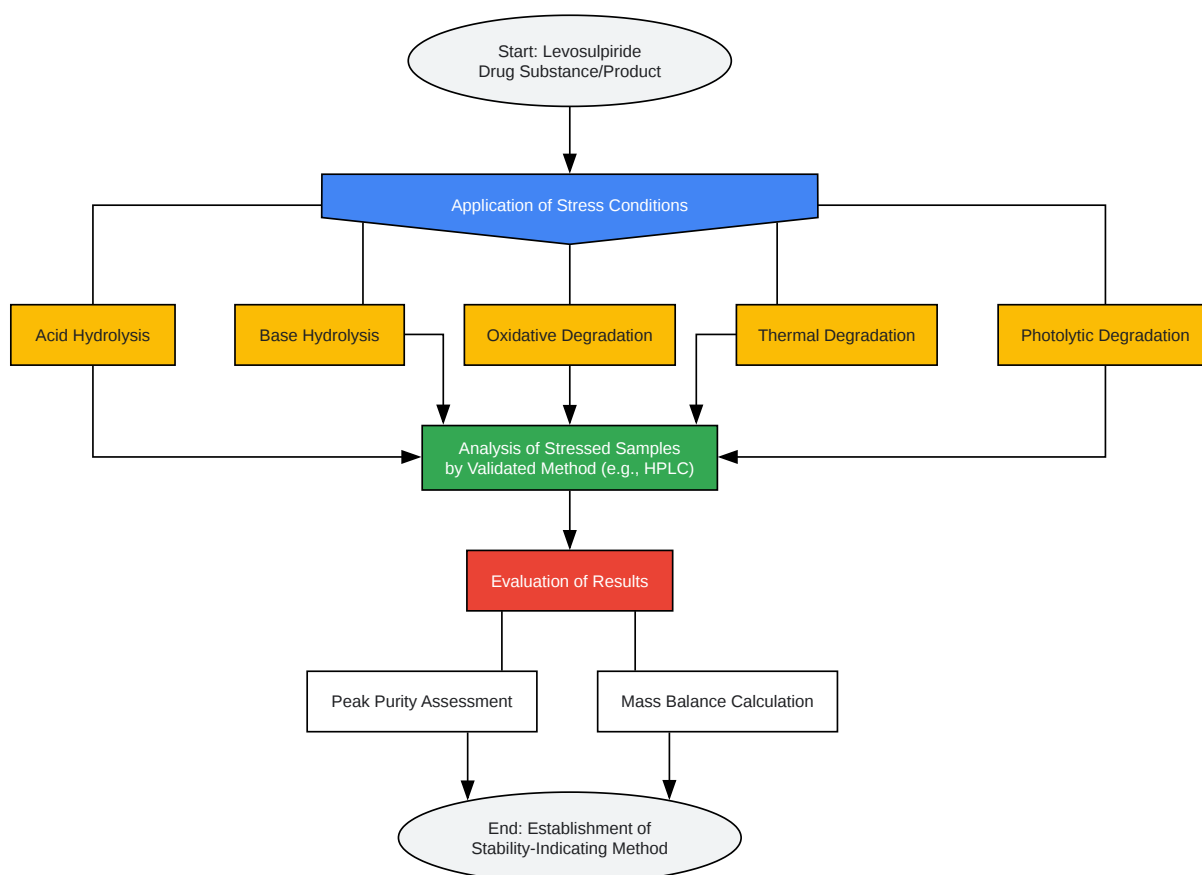 Start: Levosulpiride
Drug Substance/Product
Application of Stress Conditions
Acid Hydrolysis
Base Hydrolysis
Oxidative Degradation
Thermal Degradation
Photolytic Degradation
Analysis of Stressed Samples
by Validated Method (e.g., HPLC)
Evaluation of Results
Peak Purity Assessment
Mass Balance Calculation
End: Establishment of
Stability-Indicating Method